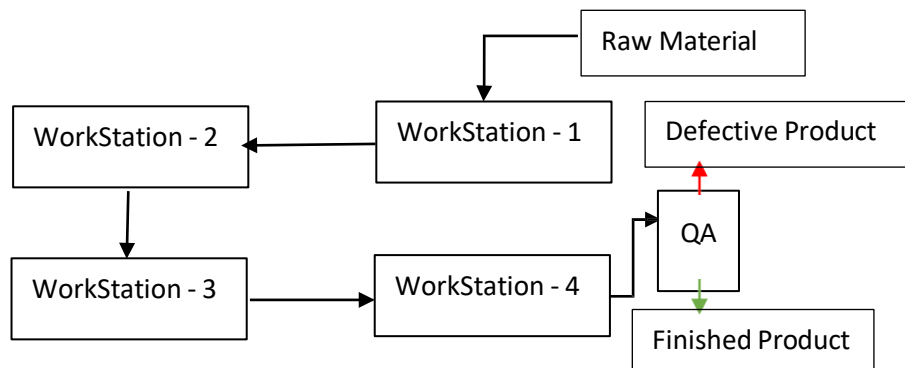 Raw Material
WorkStation - 1
WorkStation - 2
WorkStation - 3
WorkStation - 4
QA
Defective Product
Finished Product